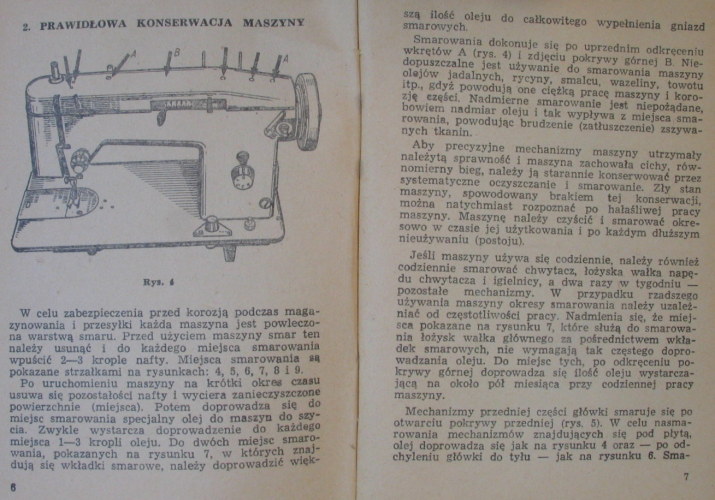 2. PRAWIDŁOWA KONSERWACJA MASZYNY
A
B
A
Rys. 4
W celu zabezpieczenia przed korozją podczas maga-
zynowania i przesyłki każda maszyna jest powleczo-
na warstwą smaru. Przed użyciem maszyny smar ten
należy usunąć i do każdego miejsca smarowania
wpuścić 2—3 krople nafty. Miejsca smarowania są
pokazane strzałkami na rysunkach: 4, 5, 6, 7, 8 i 9.
Po uruchomieniu maszyny na krótki okres czasu
usuwa się pozostałości nafty i wyciera zanieczyszczone
powierzchnie (miejsca). Potem doprowadza się do
miejsc smarowania specjalny olej do maszyn do szy-
cia. Zwykle wystarcza doprowadzenie do każdego
miejsca 1—3 kropli oleju. Do dwóch miejsc smaro-
wania, pokazanych na rysunku 7, w których znaj-
dują się wkładki smarowe, należy doprowadzić więk-
6
szą ilość oleju do całkowitego wypełnienia gniazd
smarowych.
Smarowania dokonuje się po uprzednim odkręceniu
wkrętów A (rys. 4) i zdjęciu pokrywy górnej B. Nie-
dopuszczalne jest używanie do smarowania maszyny
olejów jadalnych, rycyny, smalcu, wazeliny, towotu
itp., gdyż powodują one ciężką pracę maszyny i koro-
zję części. Nadmierne smarowanie jest niepożądane,
bowiem nadmiar oleju i tak wypływa z miejsca sma-
rowania, powodując brudzenie (zatłuszczenie) zszywa-
nych tkanin.
Aby precyzyjne mechanizmy maszyny utrzymały
należytą sprawność i maszyna zachowała cichy, rów-
nomierny bieg, należy ją starannie konserwować przez
systematyczne oczyszczanie i smarowanie. Zły stan
maszyny, spowodowany brakiem tej konserwacji,
można natychmiast rozpoznać po hałaśliwej pracy
maszyny. Maszynę należy czyścić i smarować okre-
sowo w czasie jej użytkowania i po każdym dłuższym
nieużywaniu (postoju).
Jeśli maszyny używa się codziennie, należy również
codziennie smarować chwytacz, łożyska wałka napę-
du chwytacza i igielnicy, a dwa razy w tygodniu —
pozostałe mechanizmy. W przypadku rzadszego
używania maszyny okresy smarowania należy uzależ-
niać od częstotliwości pracy. Nadmienia się, że miej-
sca pokazane na rysunku 7, które służą do smarowa-
nia łożysk wałka głównego za pośrednictwem wkła-
dek smarowych, nie wymagają tak częstego dopro-
wadzania oleju. Do miejsc tych, po odkręceniu po-
krywy górnej doprowadza się ilość oleju wystarcza-
jącą na około pół miesiąca przy codziennej pracy
maszyny.
Mechanizmy przedniej części główki smaruje się po
otwarciu pokrywy przedniej (rys. 5). W celu nasma-
rowania mechanizmów znajdujących się pod płytą,
olej doprowadza się jak na rysunku 4 oraz — po od-
chyleniu główki do tyłu — jak na rysunku 6. Sma-
7